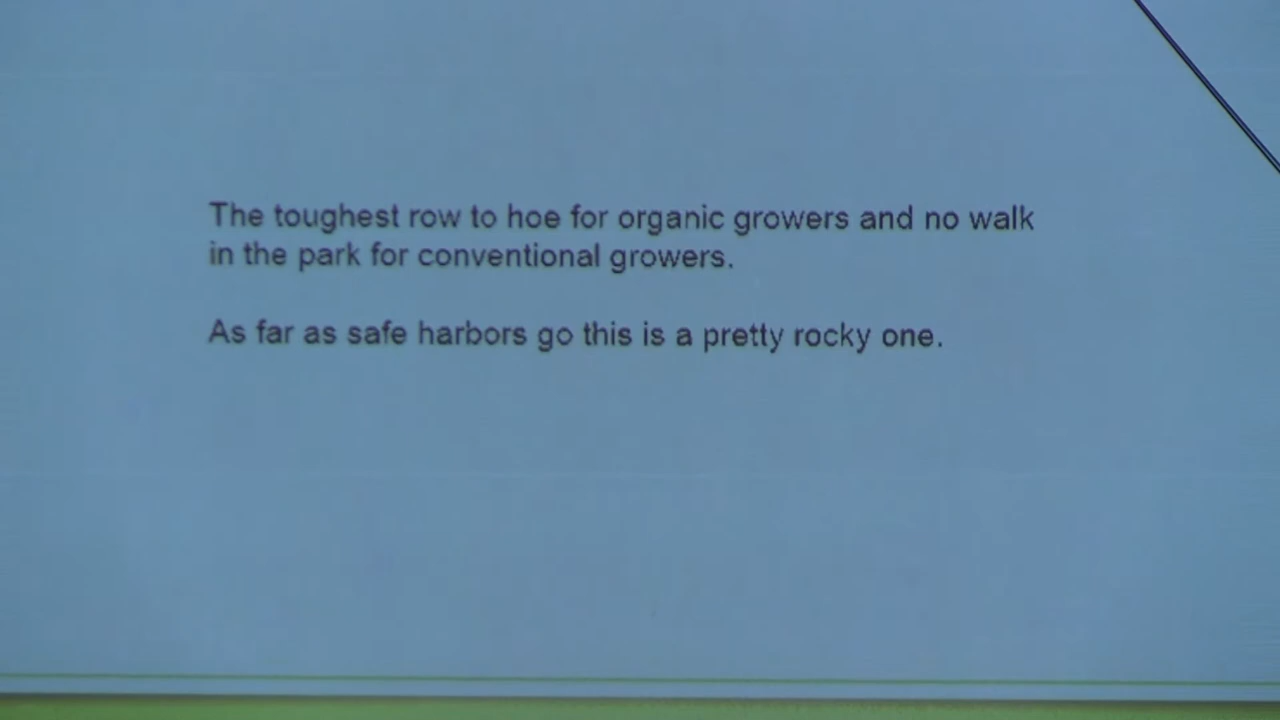 The toughest row to hoe for organic growers and no walk
in the park for conventional growers.
As far as safe harbors go this is a pretty rocky one.